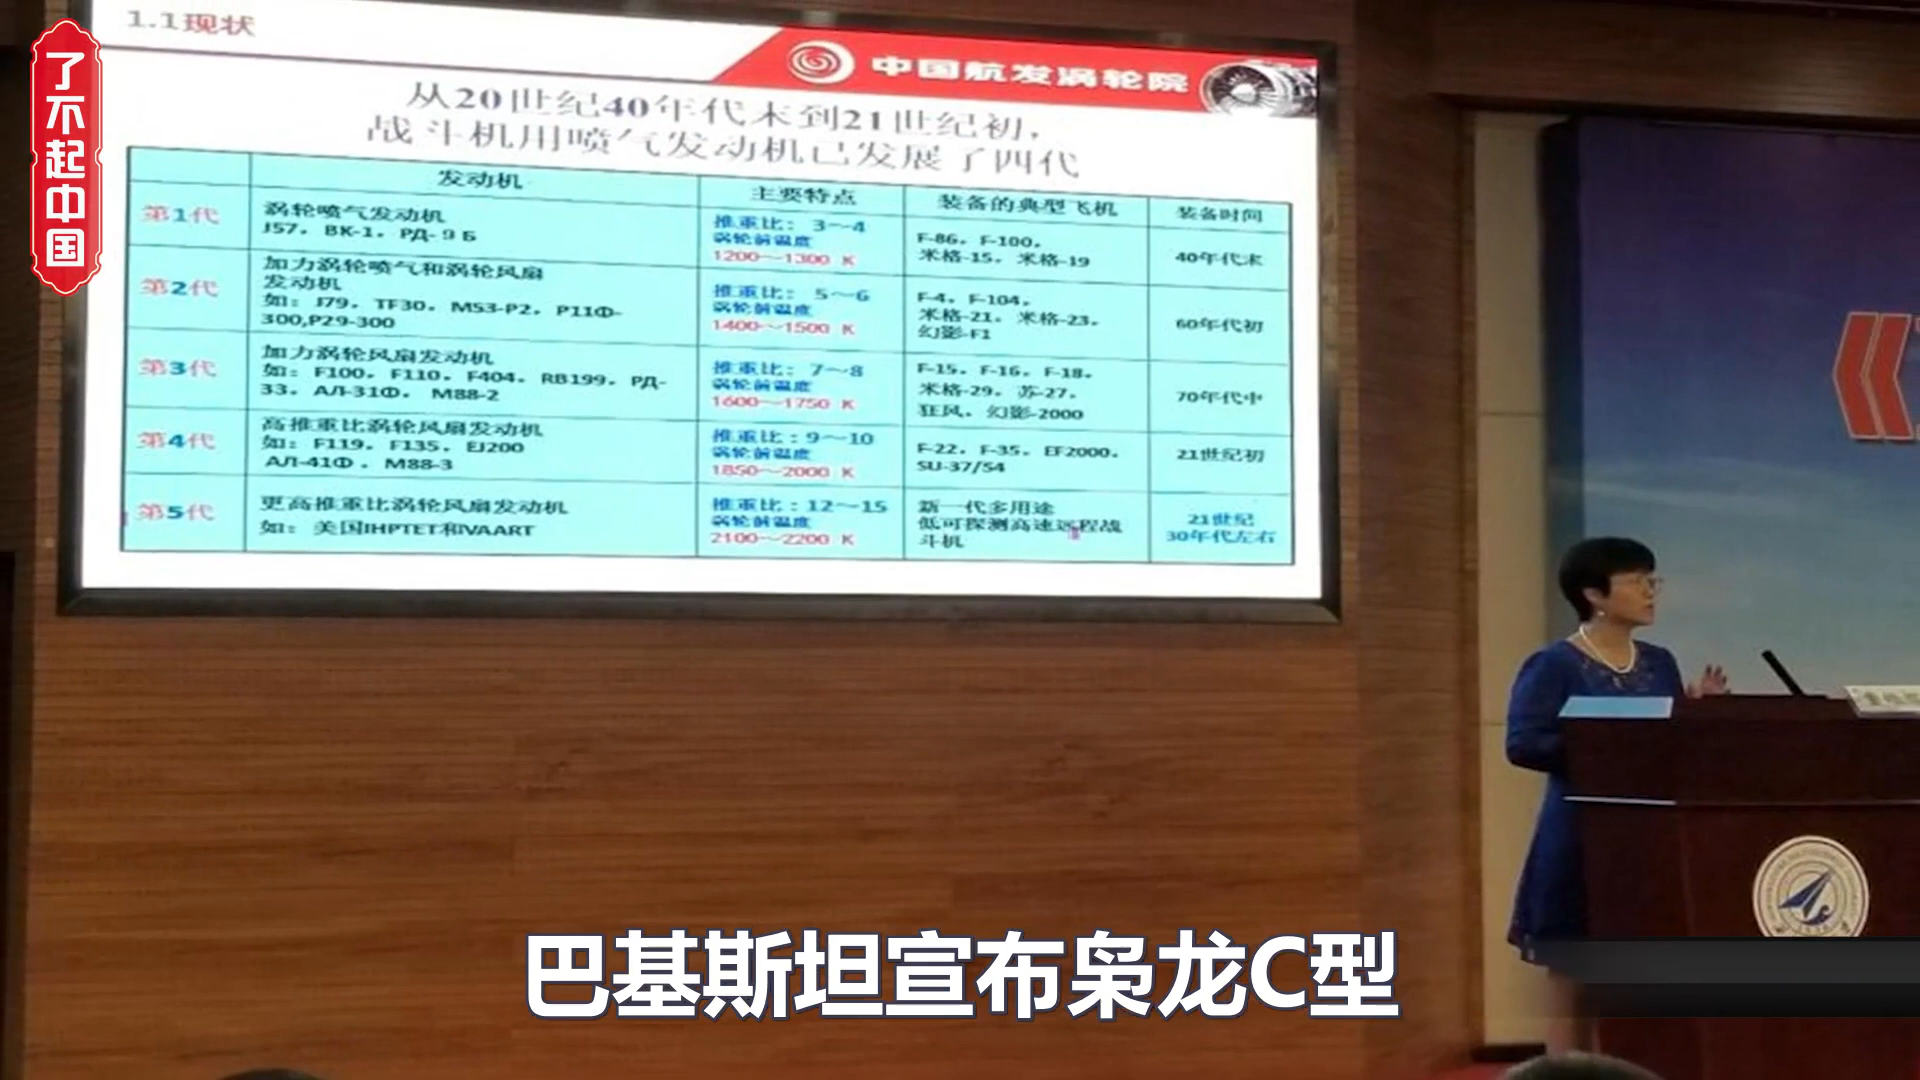 了不起中国
1.1现状
中国航发涡轮院
从20世纪40年代末到21世纪初，
战斗机用喷气发动机已发展了四代
发动机
主要特点
装备的典型飞机
装备时间
第1代
涡轮喷气发动机
J57，BK-1，РД-9Б
推重比：3～4
涡轮前温度
1200～1300 K
F-86，F-100，
米格-15，米格-19
40年代末
第2代
加力涡轮喷气和涡轮风扇
发动机
如：J79，TF30，M53-P2，P11Ф-
300,P29-300
推重比：5～6
涡轮前温度
1400～1500 K
F-4，F-104，
米格-21，米格-23，
幻影-F1
60年代初
第3代
加力涡轮风扇发动机
如：F100，F110，F404，RB199，РД-
33，АЛ-31Ф，M88-2
推重比：7～8
涡轮前温度
1600～1750 K
F-15，F-16，F-18，
米格-29，苏-27，
狂风，幻影-2000
70年代中
第4代
高推重比涡轮风扇发动机
如：F119，F135，EJ200
АЛ-41Ф，M88-3
推重比：9～10
涡轮前温度
1850～2000 K
F-22，F-35，EF2000，
SU-37/54
21世纪初
第5代
更高推重比涡轮风扇发动机
如：美国IHPTET和VAART
推重比：12～15
涡轮前温度
2100～2200 K
新一代多用途
低可探测高速远程战
斗机
21世纪
30年代左右
巴基斯坦宣布枭龙C型